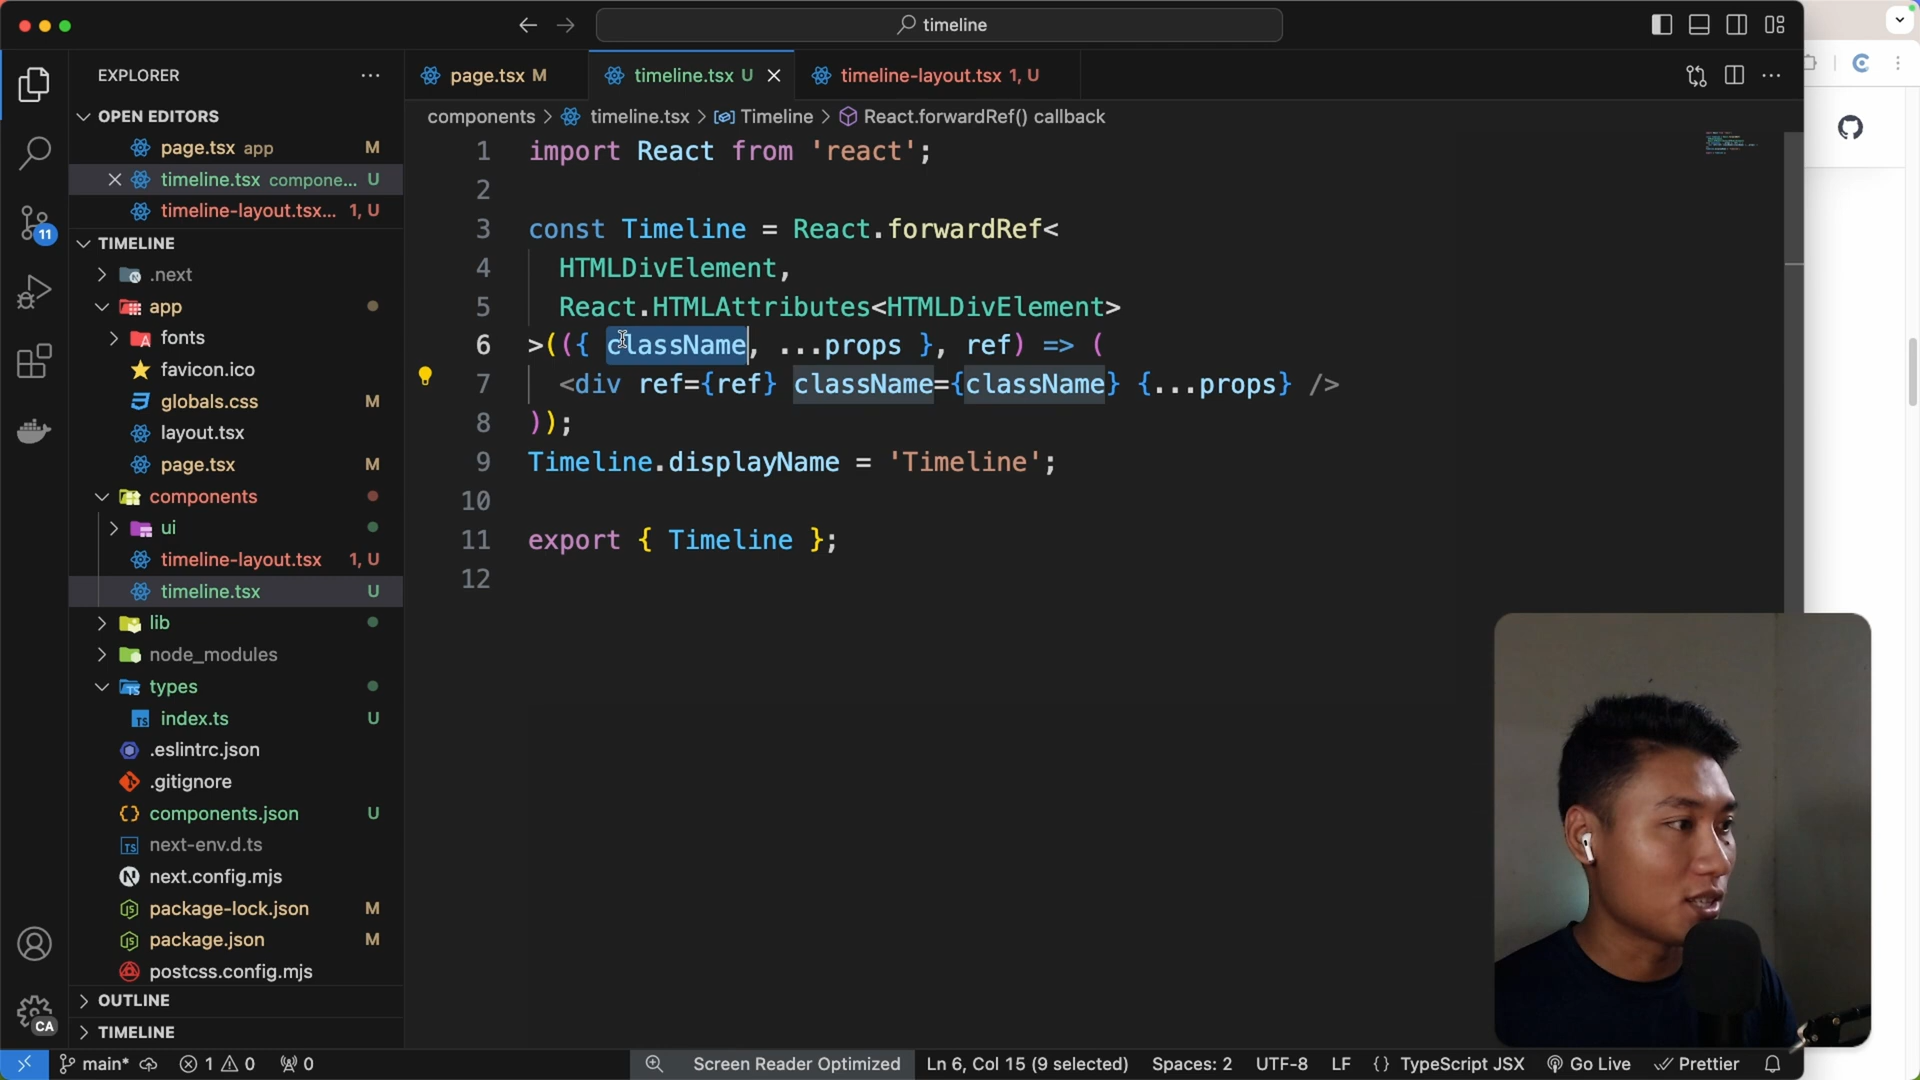 timeline
EXPLORER
OPEN EDITORS
page.tsx app M
timeline.tsx compone... U
timeline-layout.tsx... 1, U
TIMELINE
.next
app
fonts
favicon.ico
globals.css M
layout.tsx
page.tsx M
components
ui
timeline-layout.tsx 1, U
timeline.tsx U
lib
node_modules
types
TS index.ts U
.eslintrc.json
.gitignore
components.json U
TS next-env.d.ts
next.config.mjs
package-lock.json M
package.json M
postcss.config.mjs
OUTLINE
TIMELINE
11
CA
page.tsx M
timeline.tsx U
timeline-layout.tsx 1, U
components > timeline.tsx > Timeline > React.forwardRef() callback
1 import React from 'react';
2
3 const Timeline = React.forwardRef<
4 HTMLDivElement,
5 React.HTMLAttributes<HTMLDivElement>
6 >(({ className, ...props }, ref) => (
7 <div ref={ref} className={className} {...props} />
8 ));
9 Timeline.displayName = 'Timeline';
10
11 export { Timeline };
12
main* 1 0 0 Screen Reader Optimized Ln 6, Col 15 (9 selected) Spaces: 2 UTF-8 LF {} TypeScript JSX Go Live Prettier